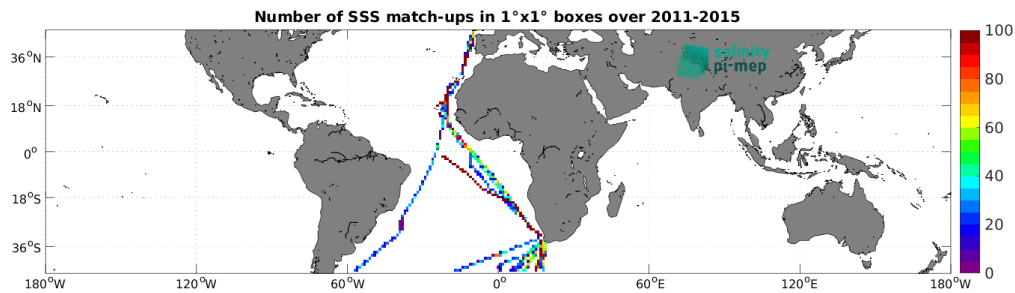 Number of SSS match-ups in 1°x1° boxes over 2011-2015
salinity
pi-mep
36°N
18°N
0°
18°S
36°S
180°W 120°W 60°W 0° 60°E 120°E 180°W
100
80
60
40
20
0